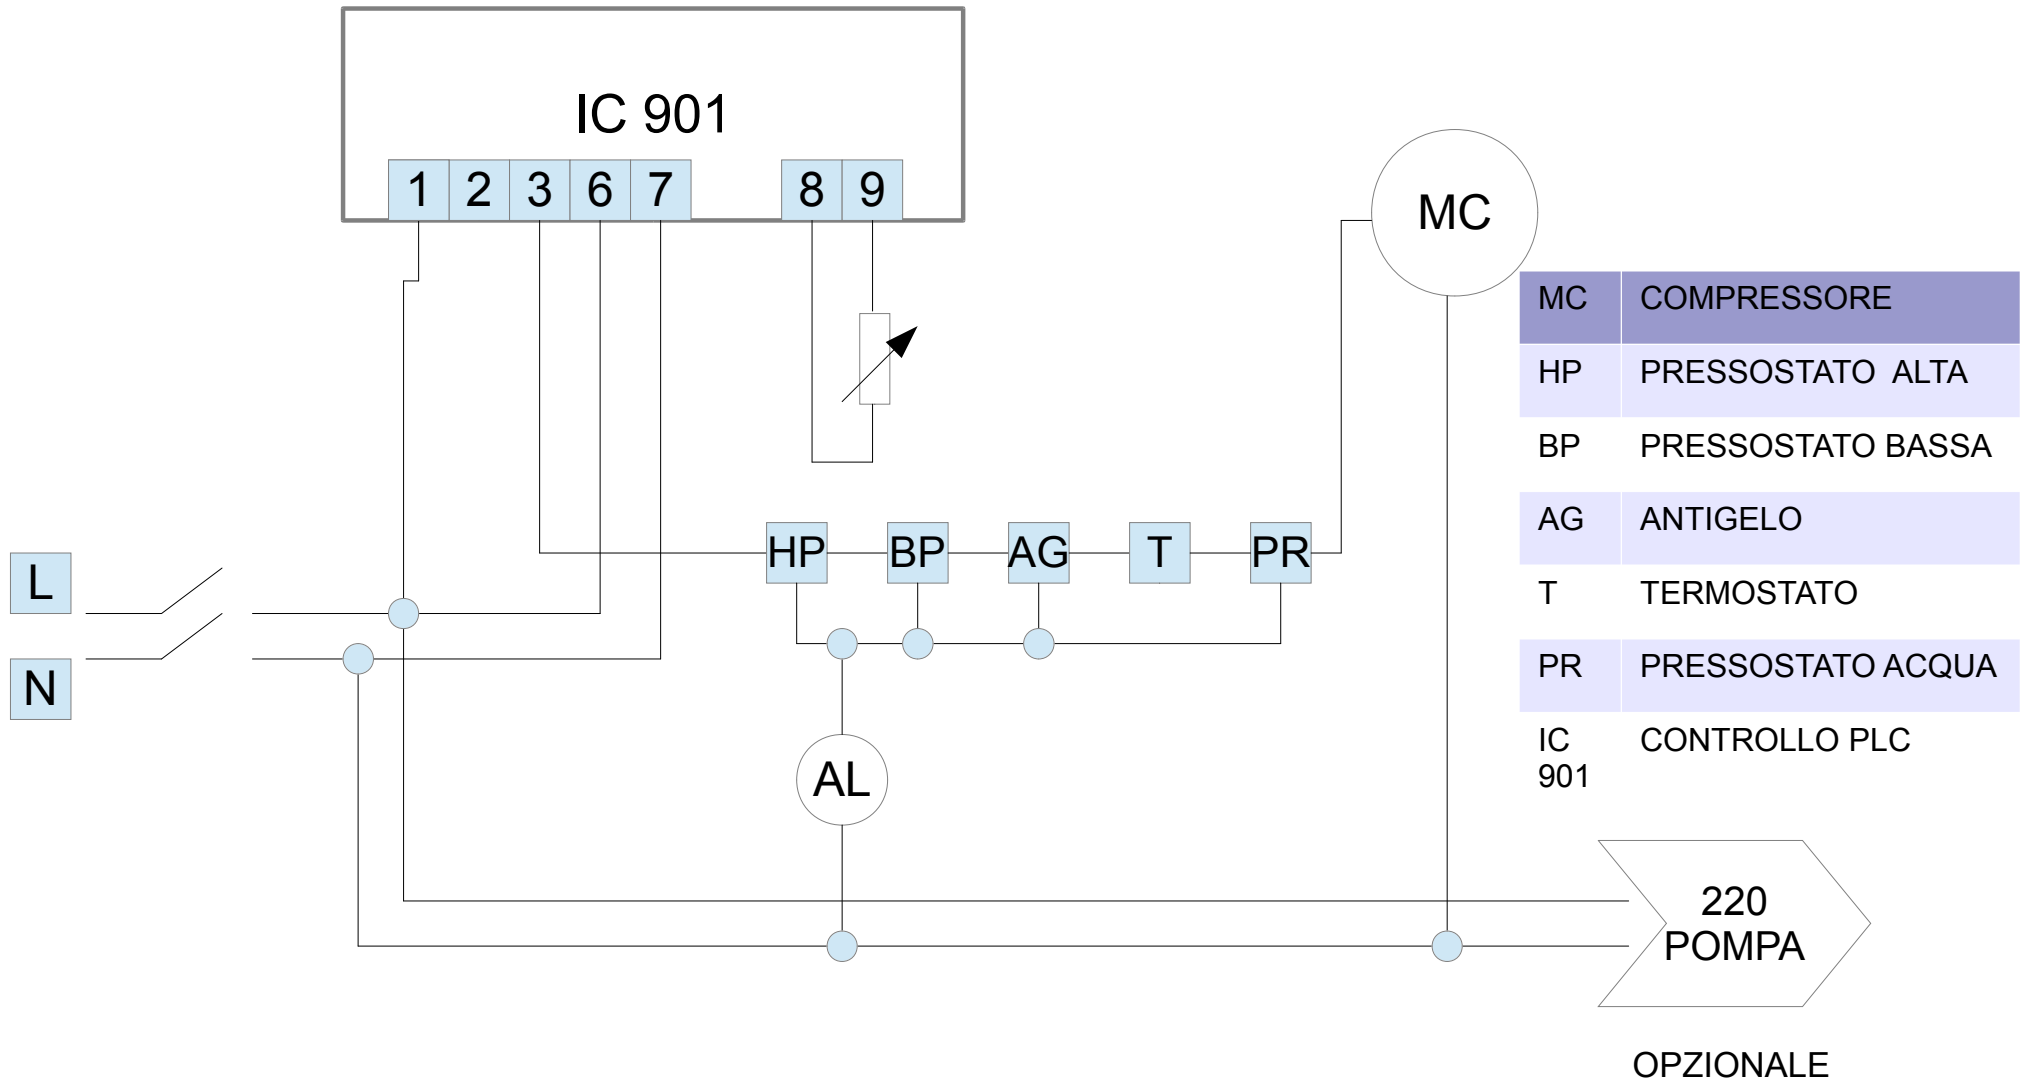 IC 901
1 2 3 6 7 8 9
MC
MC COMPRESSORE
HP PRESSOSTATO ALTA
BP PRESSOSTATO BASSA
AG ANTIGELO
T TERMOSTATO
PR PRESSOSTATO ACQUA
IC CONTROLLO PLC
901
HP BP AG T PR
L
N
AL
220
POMPA
OPZIONALE